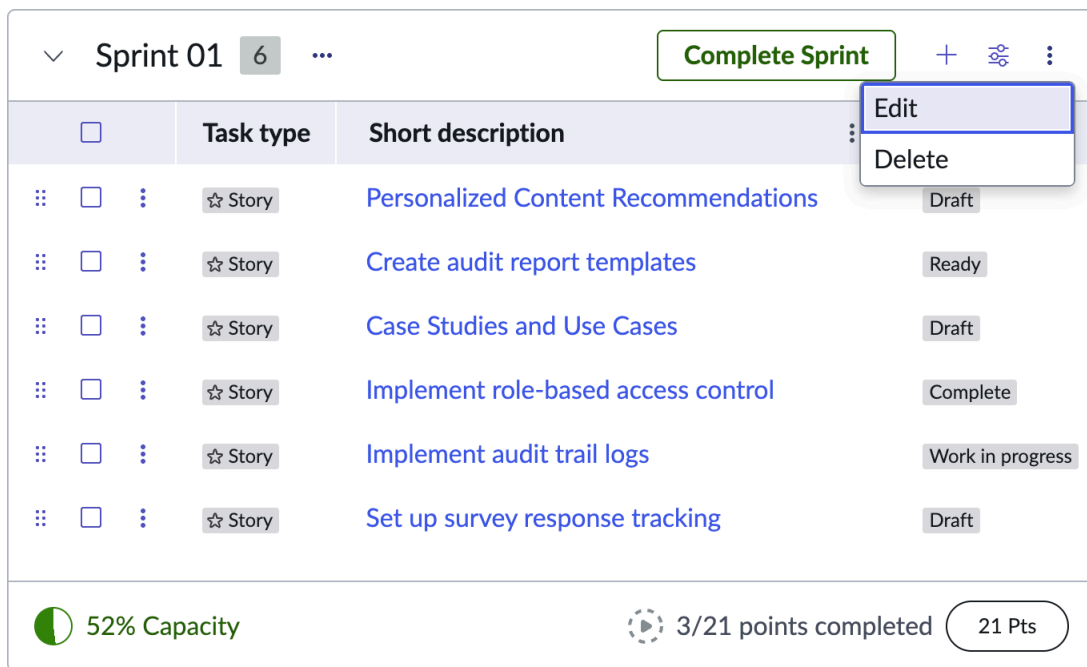 Sprint 01 6 ... Complete Sprint
Edit
Task type Short description
Delete
Story Personalized Content Recommendations Draft
Story Create audit report templates Ready
Story Case Studies and Use Cases Draft
Story Implement role-based access control Complete
Story Implement audit trail logs Work in progress
Story Set up survey response tracking Draft
52% Capacity 3/21 points completed 21 Pts